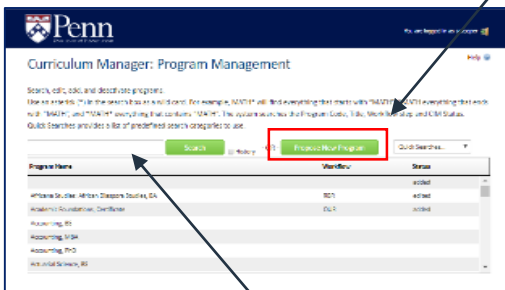 Penn
You are logged in as
Help
Curriculum Manager: Program Management
Search, edit, add, and deactivate programs.
Use an asterisk (*) in the search box as a wild card. For example, MATH* will find everything that starts with "MATH", *MATH everything that ends
with "MATH", and *MATH* everything that contains "MATH". The system searches the Program Code, Title, Workflow step and CIM Status.
Quick Searches provides a list of predefined search categories to use.
Search History OR Propose New Program Quick Searches...
Program Name Workflow Status
added
Africana Studies: African Diaspora Studies, BA edited
Academic Foundations, Certificate added
Accounting, BS
Accounting, MBA
Accounting, PhD
Actuarial Science, BS